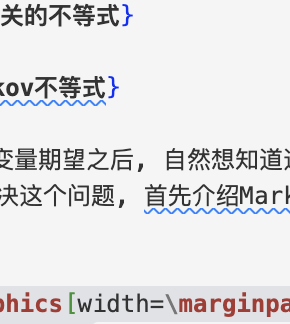 关的不等式}
kov不等式}
变量期望之后, 自然想知道
决这个问题, 首先介绍Mark
phics[width=\marginpa